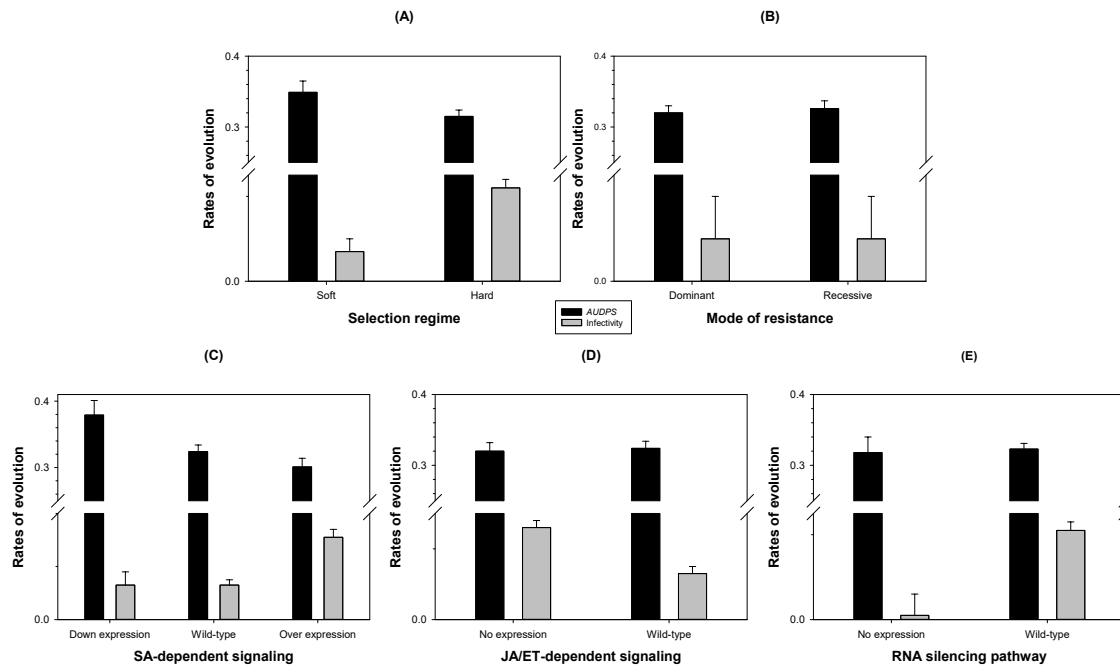 (A)
0.4
0.3
0.0
Rates of evolution
Soft
Hard
Selection regime
(B)
0.4
0.3
0.0
Rates of evolution
Dominant
Recessive
Mode of resistance
AUDPS
Infectivity
(C)
0.4
0.3
0.0
Rates of evolution
Down expression
Wild-type
Over expression
SA-dependent signaling
(D)
0.4
0.3
0.0
Rates of evolution
No expression
Wild-type
JA/ET-dependent signaling
(E)
0.4
0.3
0.0
Rates of evolution
No expression
Wild-type
RNA silencing pathway